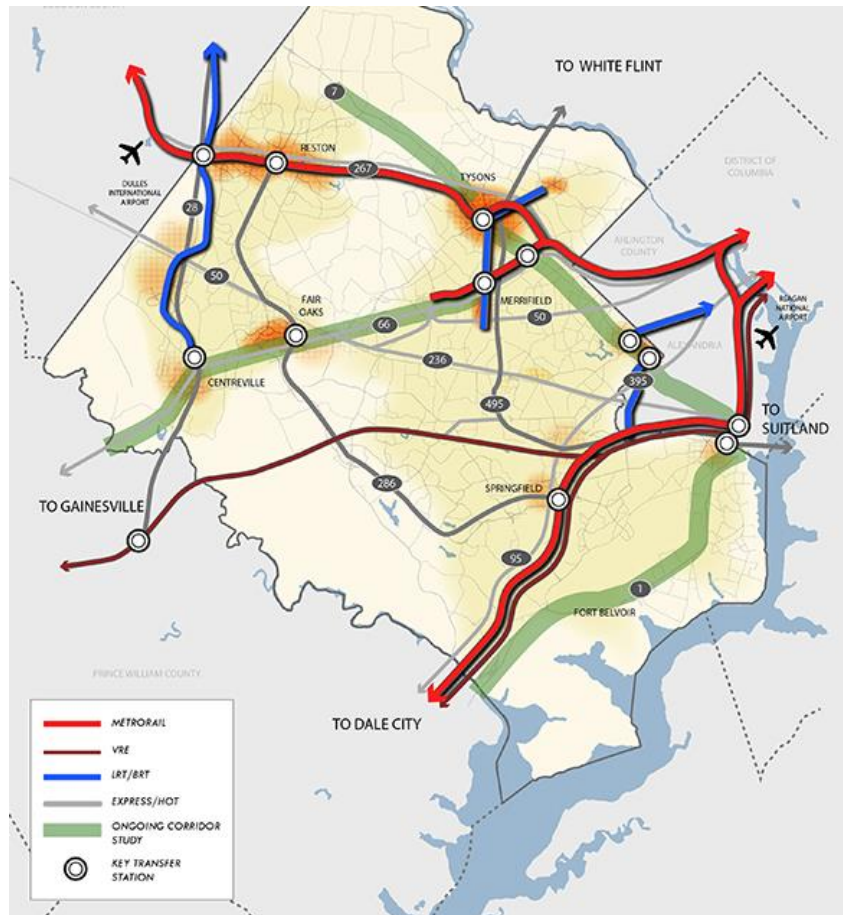 TO WHITE FLINT
7
RESTON
267
TYSONS
DISTRICT OF
COLUMBIA
DULLES
INTERNATIONAL
AIRPORT
28
ARLINGTON
COUNTY
50
FAIR
OAKS
66
MERRIFIELD
50
REAGAN
NATIONAL
AIRPORT
236
ALEXANDRIA
CENTREVILLE
395
495
TO
SUITLAND
TO GAINESVILLE
286
SPRINGFIELD
95
1
FORT BELVOIR
PRINCE WILLIAM COUNTY
TO DALE CITY
METRORAIL
VRE
LRT/BRT
EXPRESS/HOT
ONGOING CORRIDOR
STUDY
KEY TRANSFER
STATION